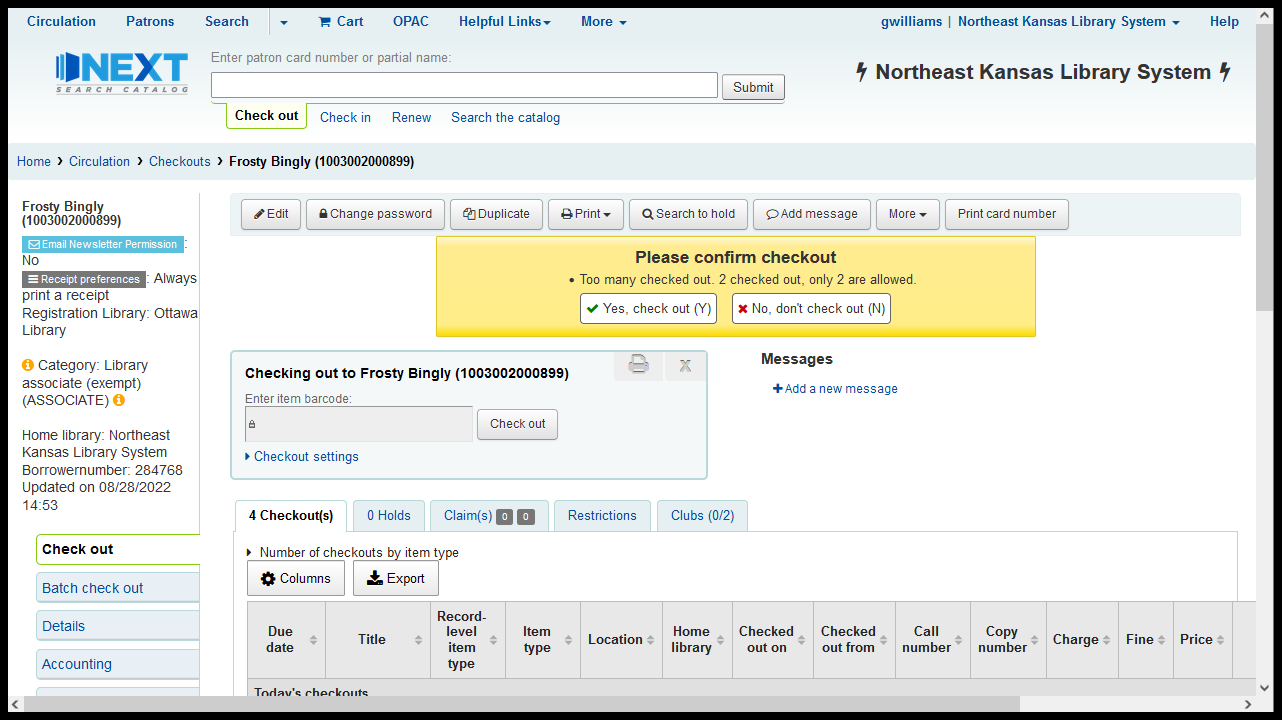 Circulation Patrons Search Cart OPAC Helpful Links More gwilliams | Northeast Kansas Library System Help
NEXT
SEARCH CATALOG
Enter patron card number or partial name:
Submit
Check out Check in Renew Search the catalog
Northeast Kansas Library System
Home › Circulation › Checkouts › Frosty Bingly (1003002000899)
Frosty Bingly
(1003002000899)
Email Newsletter Permission :
No
Receipt preferences : Always
print a receipt
Registration Library: Ottawa
Library
Category: Library
associate (exempt)
(ASSOCIATE)
Home library: Northeast
Kansas Library System
Borrowernumber: 284768
Updated on 08/28/2022
14:53
Check out
Batch check out
Details
Accounting
Edit Change password Duplicate Print Search to hold Add message More Print card number
Please confirm checkout
• Too many checked out. 2 checked out, only 2 are allowed.
Yes, check out (Y) No, don't check out (N)
Checking out to Frosty Bingly (1003002000899)
X
Enter item barcode:
Check out
Checkout settings
Messages
Add a new message
4 Checkout(s) 0 Holds Claim(s) 0 0 Restrictions Clubs (0/2)
Number of checkouts by item type
Columns Export
Due date Title Record-level item type Item type Location Home library Checked out on Checked out from Call number Copy number Charge Fine Price
Today's checkouts